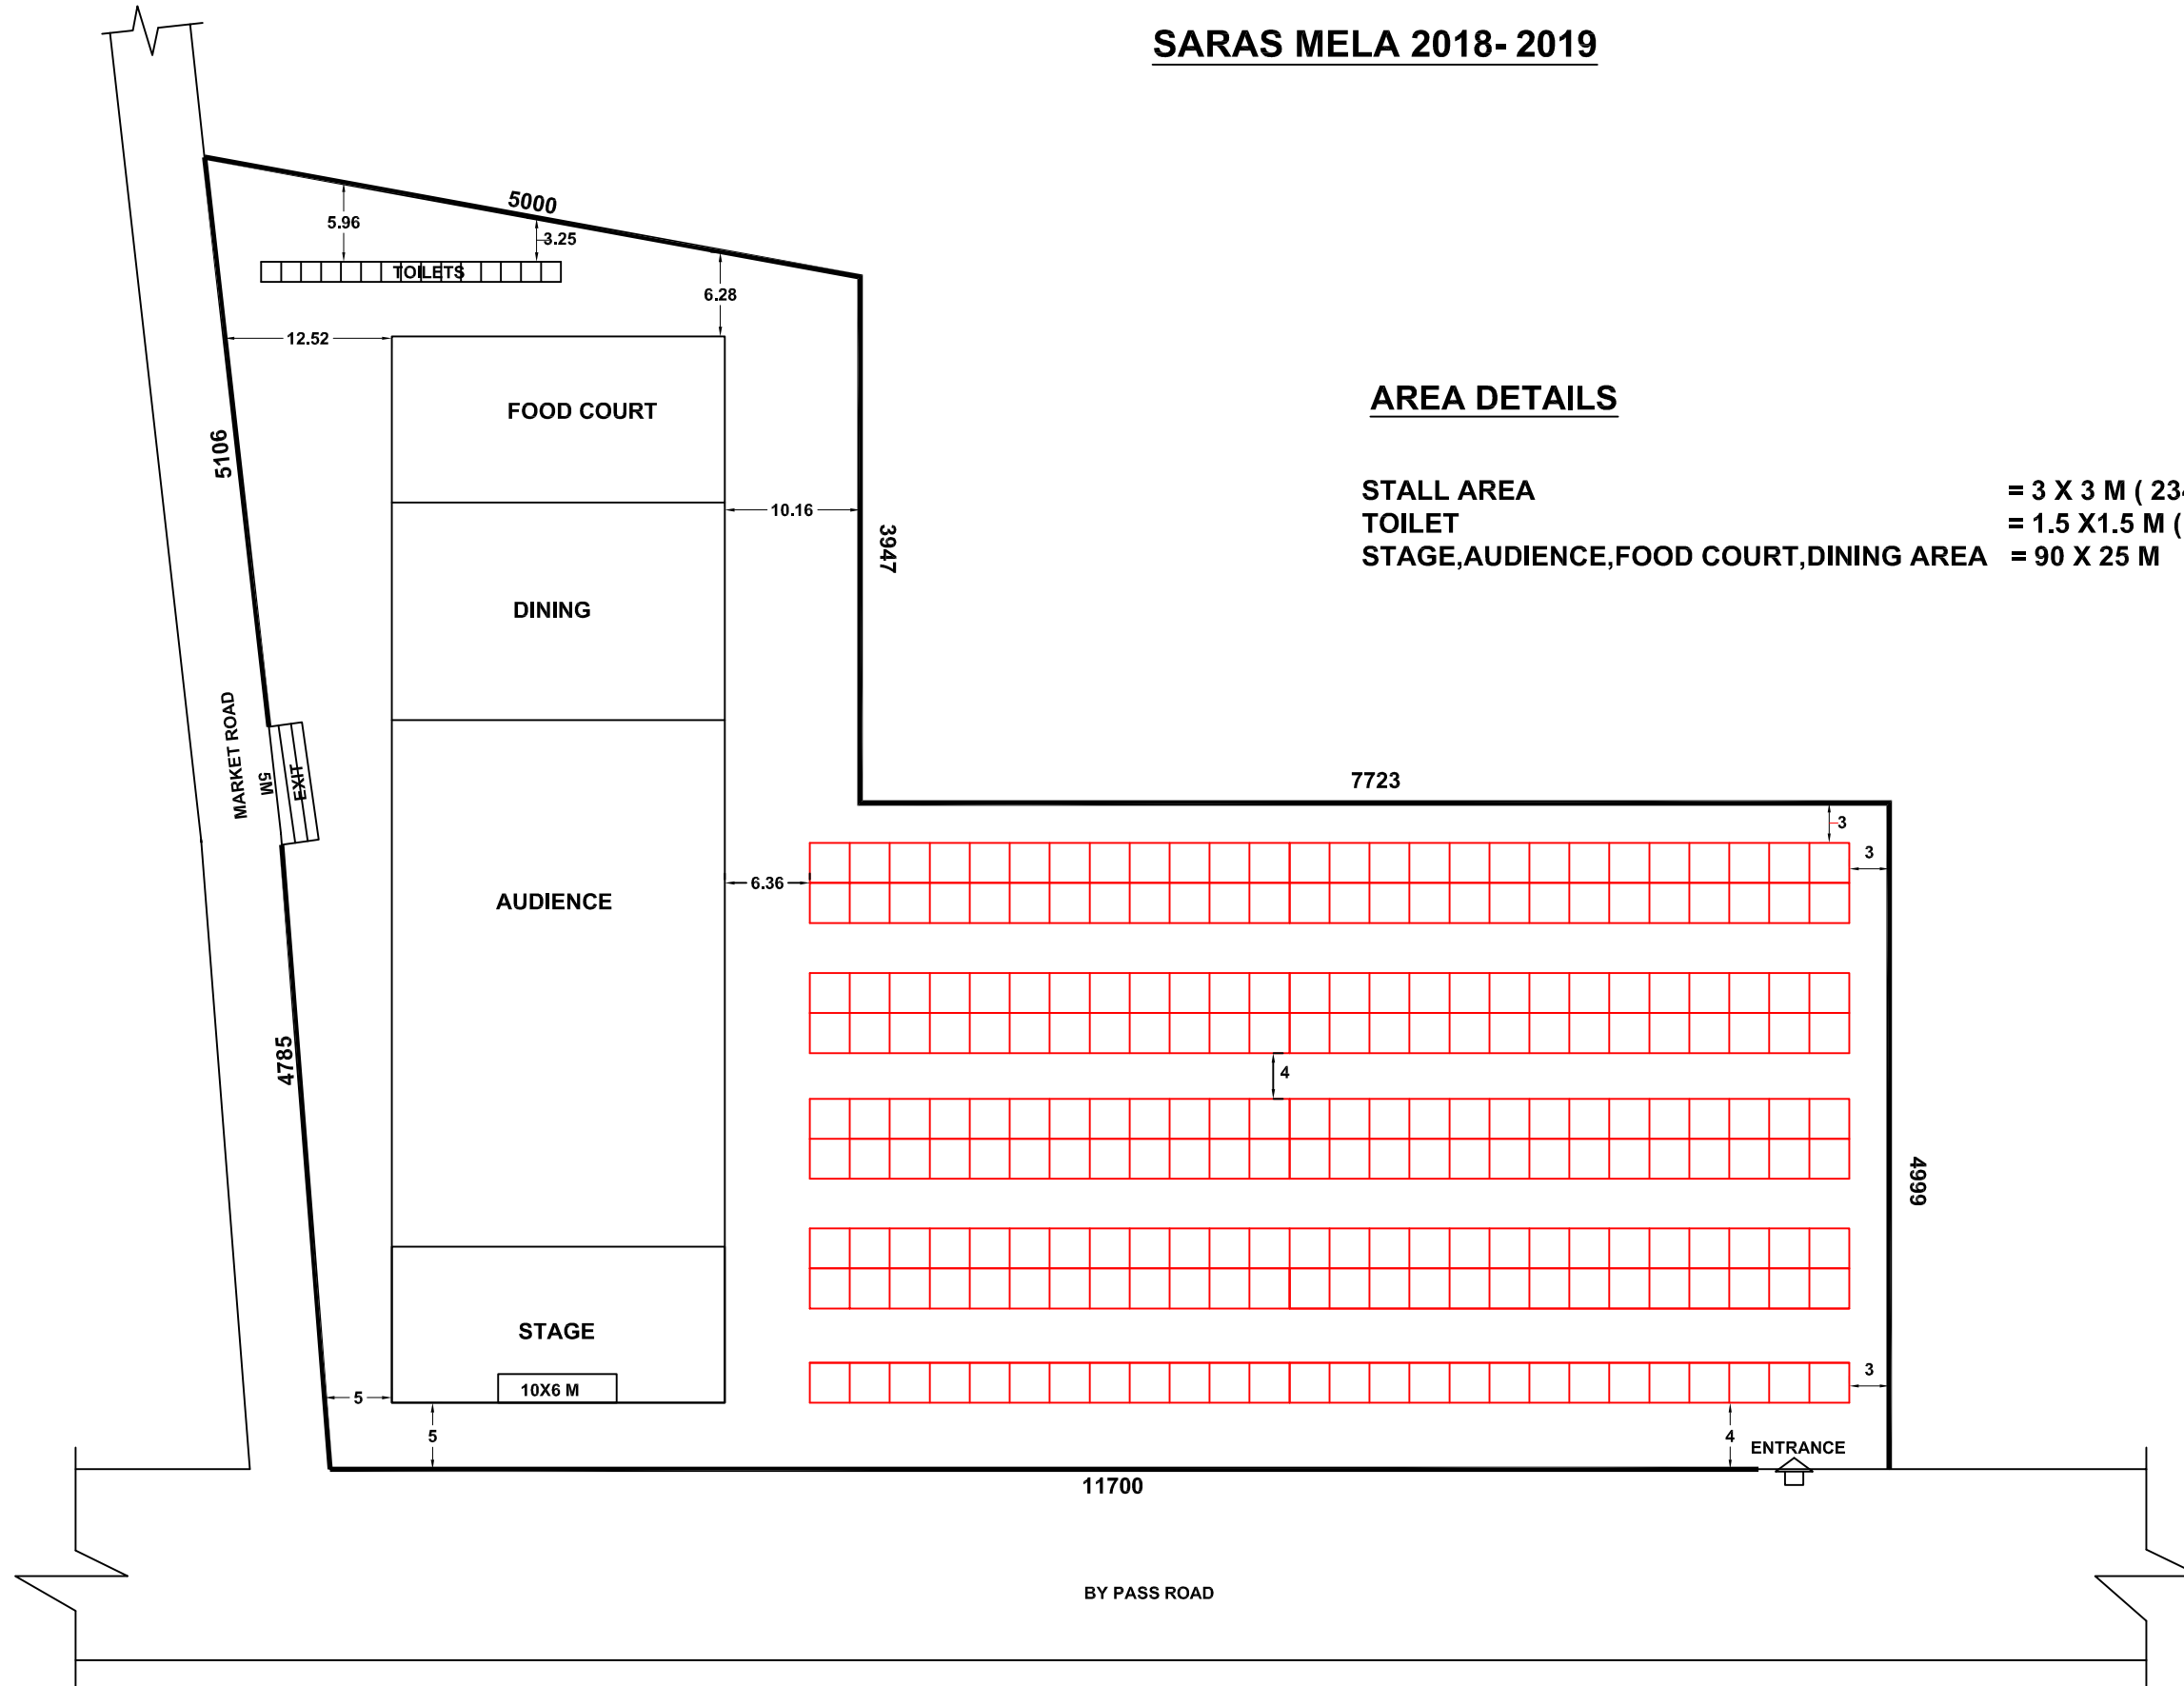 SARAS MELA 2018- 2019
5000
5.96
3.25
TOILETS
6.28
12.52
FOOD COURT
AREA DETAILS
5106
STALL AREA = 3 X 3 M ( 234
TOILET = 1.5 X1.5 M (
STAGE,AUDIENCE,FOOD COURT,DINING AREA = 90 X 25 M
10.16
3947
DINING
MARKET ROAD
5M
EXIT
7723
3
3
6.36
AUDIENCE
4785
4
4999
STAGE
10X6 M
3
5
5
4
ENTRANCE
11700
BY PASS ROAD